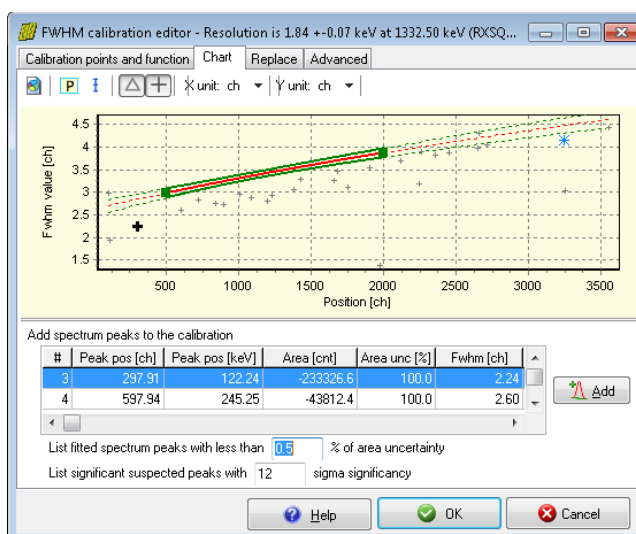 FWHM calibration editor - Resolution is 1.84 +-0.07 keV at 1332.50 keV (RXSQ...
Calibration points and function Chart Replace Advanced
P X unit: ch Y unit: ch
Fwhm value [ch]
4.5
4
3.5
3
2.5
2
1.5
500 1000 1500 2000 2500 3000 3500
Position [ch]
Add spectrum peaks to the calibration
# Peak pos [ch] Peak pos [keV] Area [cnt] Area unc [%] Fwhm [ch]
3 297.91 122.24 -233326.6 100.0 2.24
4 597.94 245.25 -43812.4 100.0 2.60
Add
List fitted spectrum peaks with less than 0.5 % of area uncertainty
List significant suspected peaks with 12 sigma significancy
Help OK Cancel